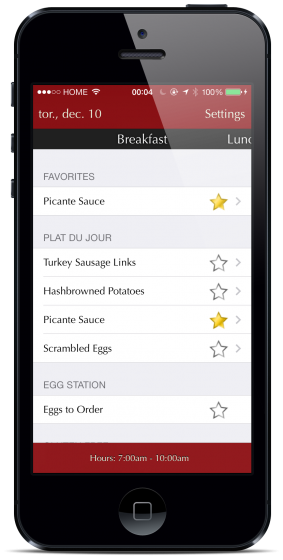 HOME 00:04 100%
tor., dec. 10 Settings
Breakfast Lunc
FAVORITES
Picante Sauce
PLAT DU JOUR
Turkey Sausage Links
Hashbrowned Potatoes
Picante Sauce
Scrambled Eggs
EGG STATION
Eggs to Order
Hours: 7:00am - 10:00am